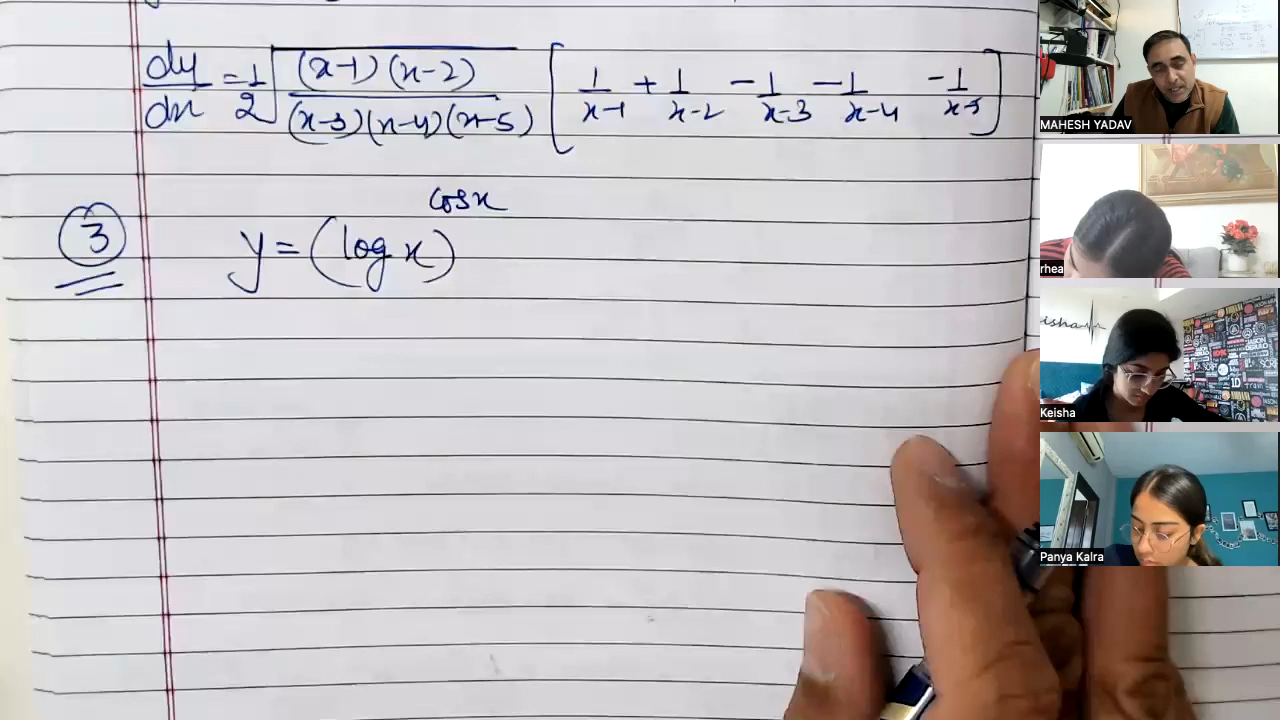 dy/dx = 1/2 √((x-1)(x-2)/(x-3)(x-4)(x-5)) [1/x-1 + 1/x-2 - 1/x-3 - 1/x-4 - 1/x-5]
3 y = (log x)^cosx
MAHESH YADAV
rhea
Keisha
Panya Kalra